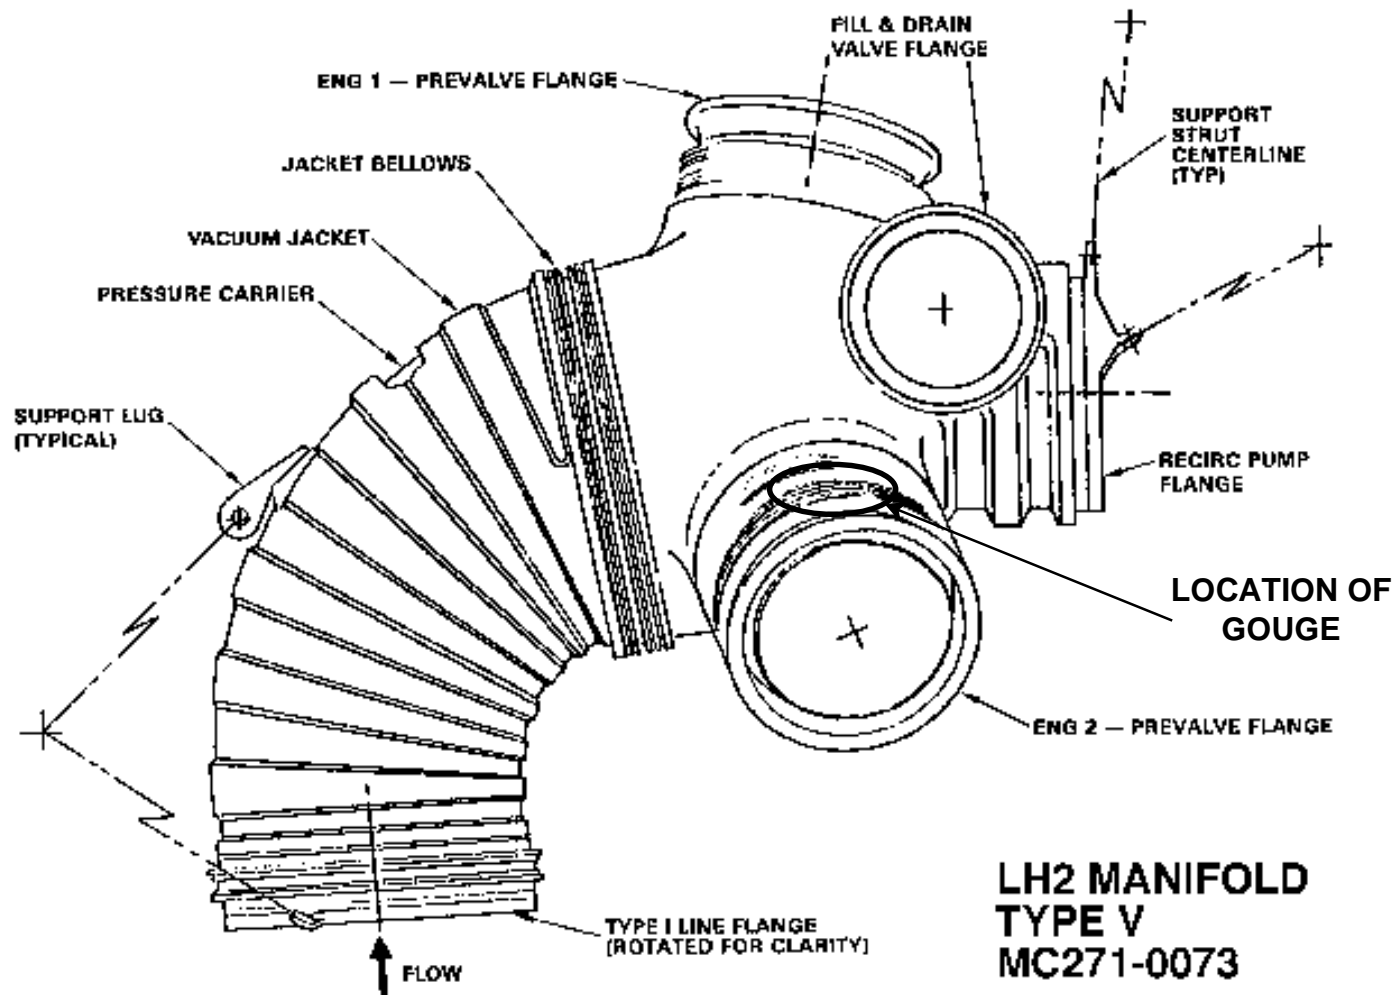 FILL & DRAIN
VALVE FLANGE
ENG 1 — PREVALVE FLANGE
JACKET BELLOWS
VACUUM JACKET
PRESSURE CARRIER
SUPPORT LUG
(TYPICAL)
SUPPORT
STRUT
CENTERLINE
(TYP)
RECIRC PUMP
FLANGE
LOCATION OF
GOUGE
ENG 2 — PREVALVE FLANGE
TYPE I LINE FLANGE
(ROTATED FOR CLARITY)
FLOW
LH2 MANIFOLD
TYPE V
MC271-0073